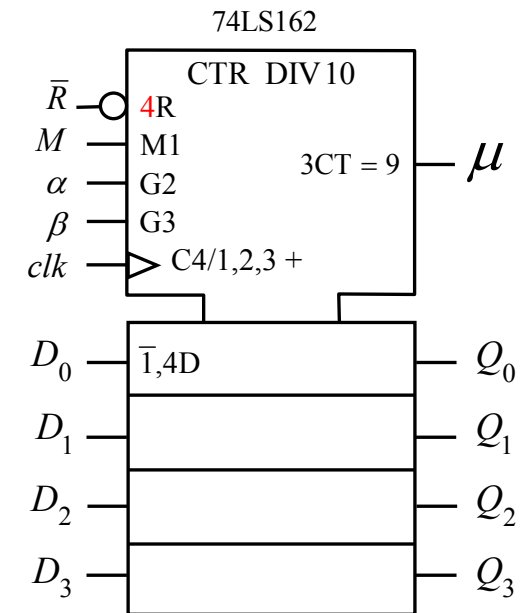 74LS162
CTR DIV10
R̅ 4R
M M1
3CT = 9 μ
α G2
β G3
clk C4/1,2,3 +
D₀ 1̅,4D Q₀
D₁ Q₁
D₂ Q₂
D₃ Q₃